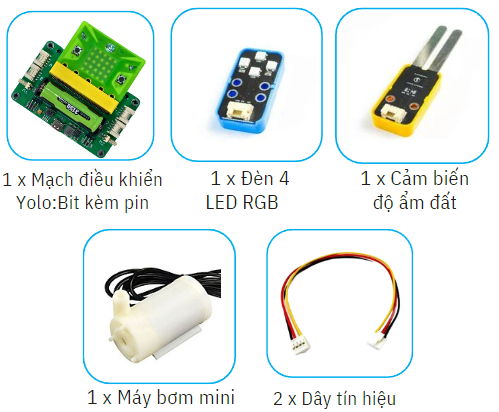 1 x Mạch điều khiển
Yolo:Bit kèm pin
1 x Đèn 4
LED RGB
1 x Cảm biến
độ ẩm đất
1 x Máy bơm mini
2 x Dây tín hiệu